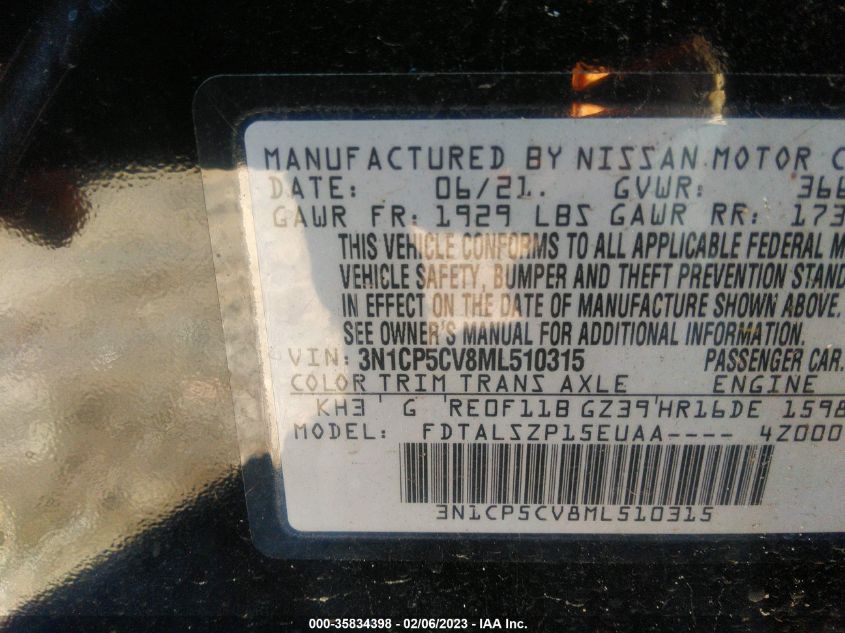 MANUFACTURED BY NISSAN MOTOR C
DATE: 06/21. GVWR: 366
GAWR FR: 1929 LBS GAWR RR: 173
THIS VEHICLE CONFORMS TO ALL APPLICABLE FEDERAL M
VEHICLE SAFETY, BUMPER AND THEFT PREVENTION STAND
IN EFFECT ON THE DATE OF MANUFACTURE SHOWN ABOVE.
SEE OWNER'S MANUAL FOR ADDITIONAL INFORMATION.
VIN: 3N1CP5CV8ML510315 PASSENGER CAR.
COLOR TRIM TRANS AXLE ENGINE
KH3 G RE0F11B GZ39 HR16DE 1598
MODEL: FDTALSZP15EUAA---- 4Z000
3N1CP5CV8ML510315
000-35834398 - 02/06/2023 - IAA Inc.